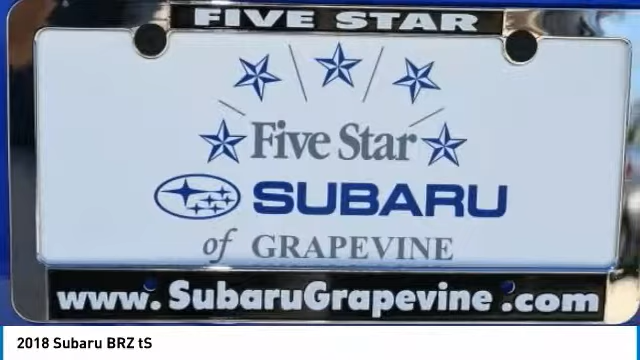 FIVE STAR
Five Star
SUBARU
of GRAPEVINE
www.SubaruGrapevine.com
2018 Subaru BRZ tS